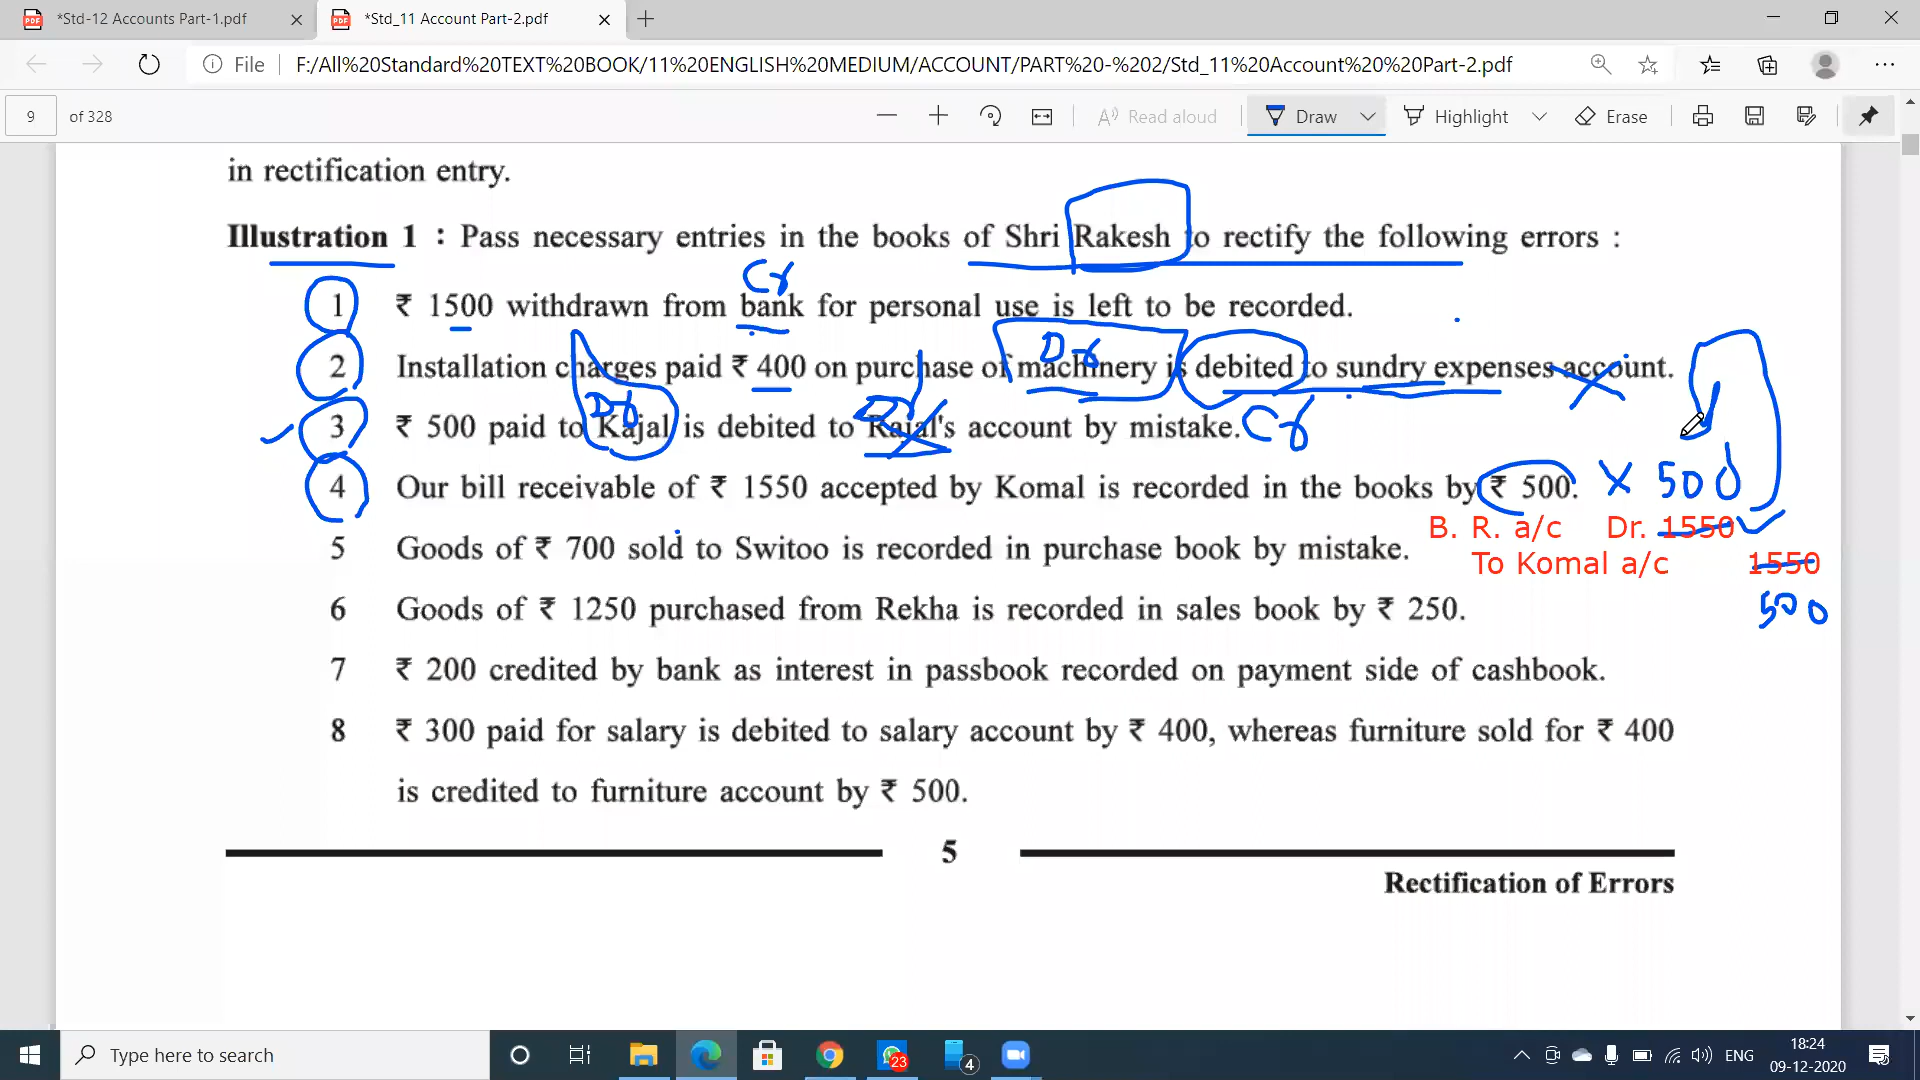 *Std-12 Accounts Part-1.pdf
*Std_11 Account Part-2.pdf
File F:/All%20Standard%20TEXT%20BOOK/11%20ENGLISH%20MEDIUM/ACCOUNT/PART%20-%202/Std_11%20Account%20%20Part-2.pdf
9 of 328 Read aloud Draw Highlight Erase
in rectification entry.
Illustration 1 : Pass necessary entries in the books of Shri Rakesh to rectify the following errors :
Cr
1 ₹ 1500 withdrawn from bank for personal use is left to be recorded.
Dr
2 Installation charges paid ₹ 400 on purchase of machinery is debited to sundry expenses account.
Dr
3 ₹ 500 paid to Kajal is debited to Rajal's account by mistake. Cr
4 Our bill receivable of ₹ 1550 accepted by Komal is recorded in the books by ₹ 500. X 500
B. R. a/c Dr. 1550
5 Goods of ₹ 700 sold to Switoo is recorded in purchase book by mistake.
To Komal a/c 1550
500
6 Goods of ₹ 1250 purchased from Rekha is recorded in sales book by ₹ 250.
7 ₹ 200 credited by bank as interest in passbook recorded on payment side of cashbook.
8 ₹ 300 paid for salary is debited to salary account by ₹ 400, whereas furniture sold for ₹ 400
is credited to furniture account by ₹ 500.
5
Rectification of Errors
Type here to search
23
4
ENG
18:24
09-12-2020